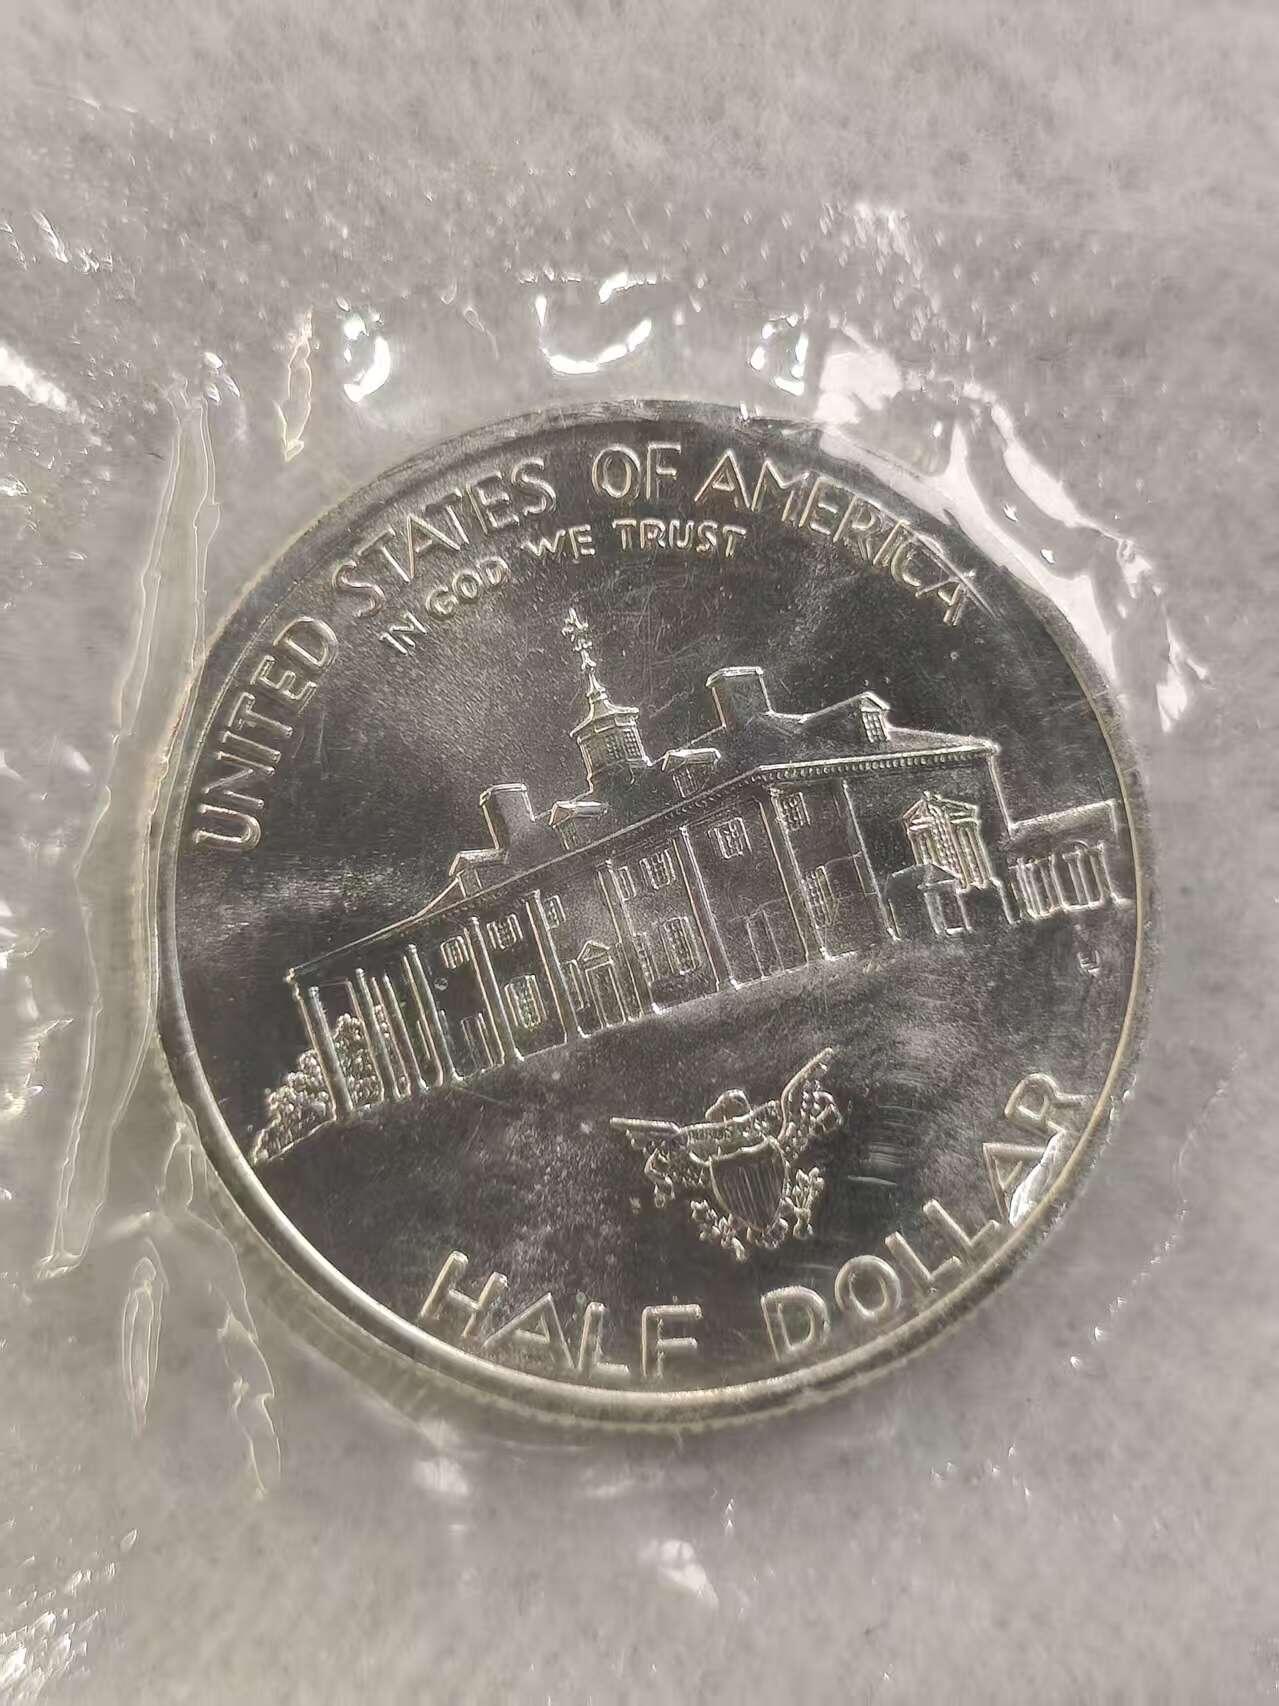 UNITED STATES OF AMERICA
IN GOD WE TRUST
HALF DOLLAR